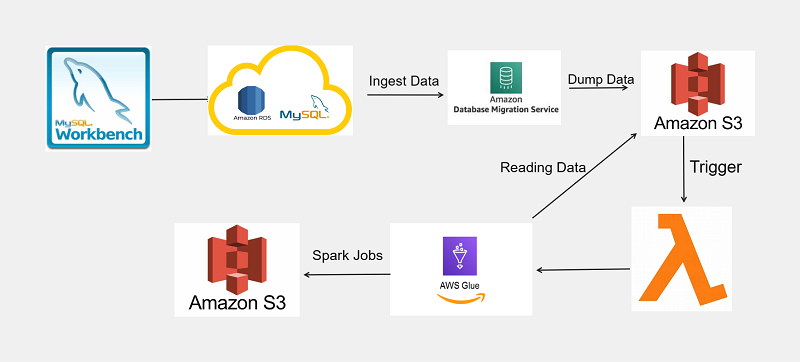 MySQL
Workbench
Amazon RDS
MySQL
Ingest Data
Amazon
Database Migration Service
Dump Data
Amazon S3
Reading Data
Trigger
Amazon S3
Spark Jobs
AWS Glue